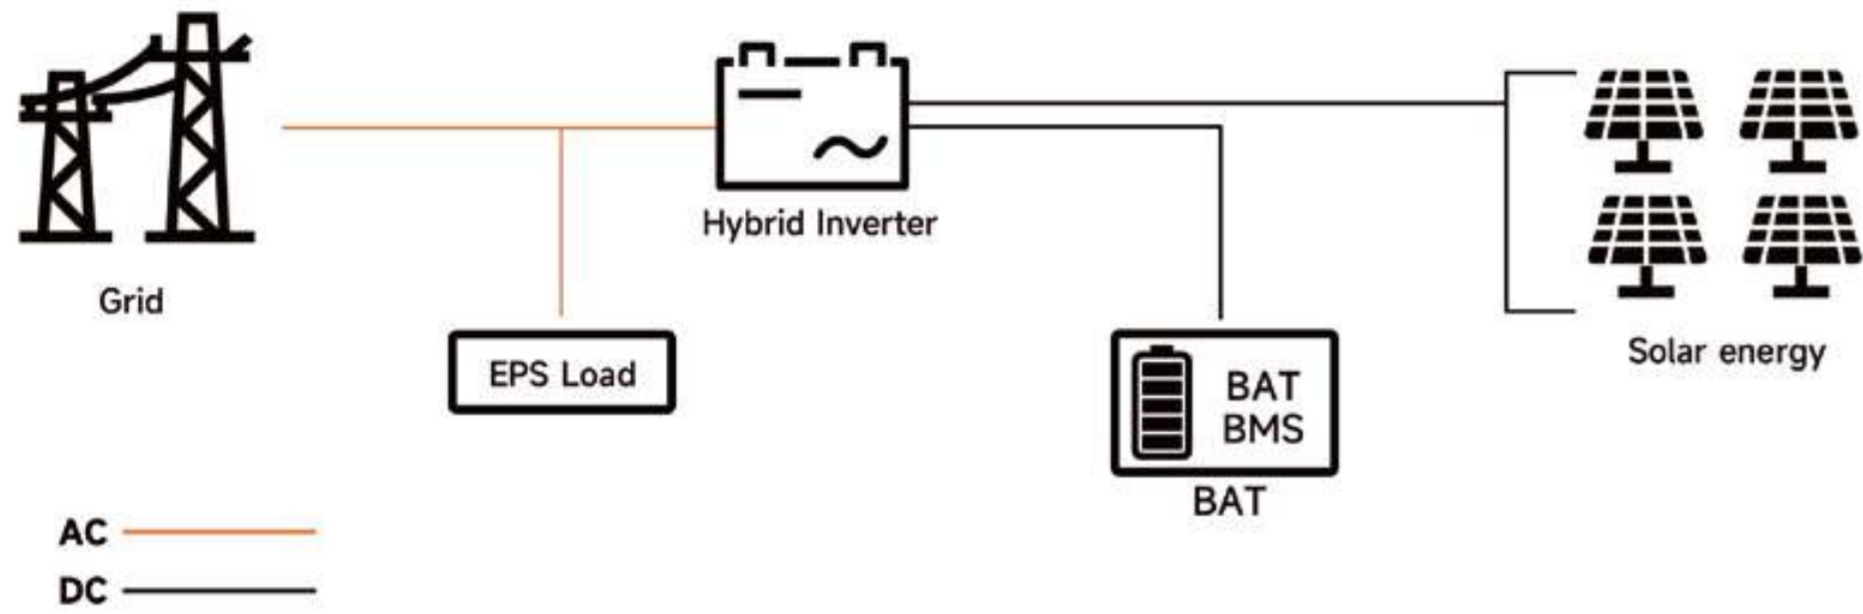 Hybrid Inverter
Grid
EPS Load
BAT
BMS
BAT
Solar energy
AC
DC